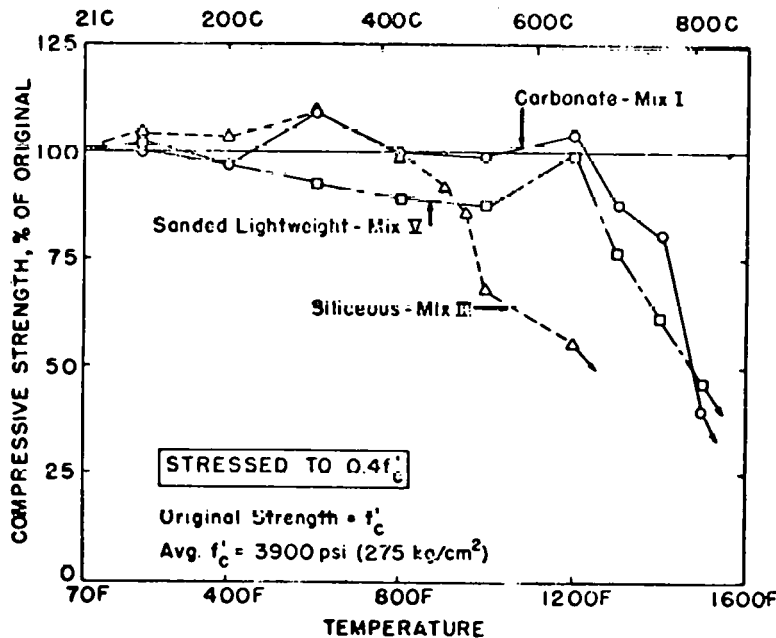 21C 200C 400C 600C 800C
125
100
75
50
25
0
COMPRESSIVE STRENGTH, % OF ORIGINAL
Carbonate - Mix I
Sanded Lightweight - Mix V
Siliceous - Mix III
STRESSED TO 0.4f'c
Original Strength = f'c
Avg. f'c = 3900 psi (275 kg/cm²)
70F 400F 800F 1200F 1600F
TEMPERATURE